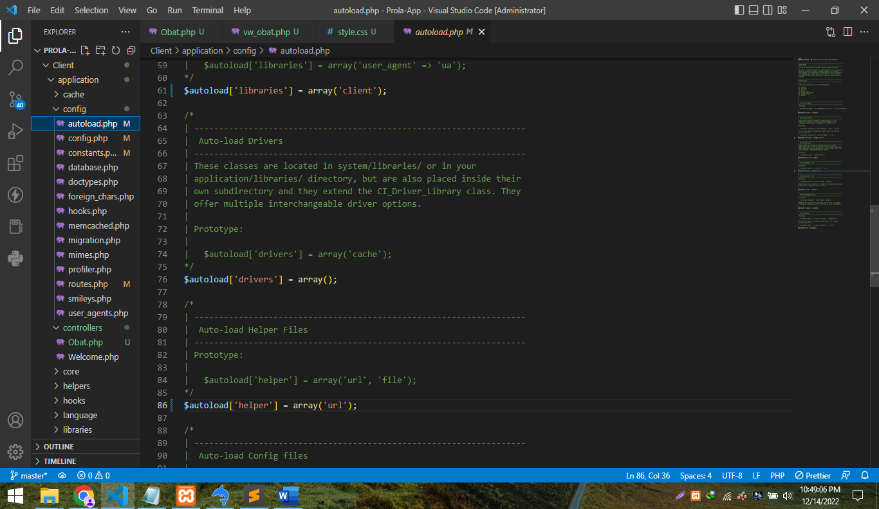 File Edit Selection View Go Run Terminal Help
autoload.php - Prola-App - Visual Studio Code [Administrator]
EXPLORER
Obat.php U
vw_obat.php U
# style.css U
autoload.php M
PROLA-...
Client > application > config > autoload.php
Client
application
cache
config
autoload.php M
config.php M
constants.p... M
database.php
doctypes.php
foreign_chars.php
hooks.php
memcached.php
migration.php
mimes.php
profiler.php
routes.php M
smileys.php
user_agents.php
controllers
Obat.php U
Welcome.php
core
helpers
hooks
language
libraries
OUTLINE
TIMELINE
40
59 | $autoload['libraries'] = array('user_agent' => 'ua');
60 */
61 $autoload['libraries'] = array('client');
62
63 /*
64 | -------------------------------------------------------------------
65 | Auto-load Drivers
66 | -------------------------------------------------------------------
67 | These classes are located in system/libraries/ or in your
68 | application/libraries/ directory, but are also placed inside their
69 | own subdirectory and they extend the CI_Driver_Library class. They
70 | offer multiple interchangeable driver options.
71 |
72 | Prototype:
73 |
74 | $autoload['drivers'] = array('cache');
75 */
76 $autoload['drivers'] = array();
77
78 /*
79 | -------------------------------------------------------------------
80 | Auto-load Helper Files
81 | -------------------------------------------------------------------
82 | Prototype:
83 |
84 | $autoload['helper'] = array('url', 'file');
85 */
86 $autoload['helper'] = array('url');
87
88 /*
89 | -------------------------------------------------------------------
90 | Auto-load Config files
master* 0 0
Ln 86, Col 36 Spaces: 4 UTF-8 LF PHP Prettier
10:49:06 PM
12/14/2022